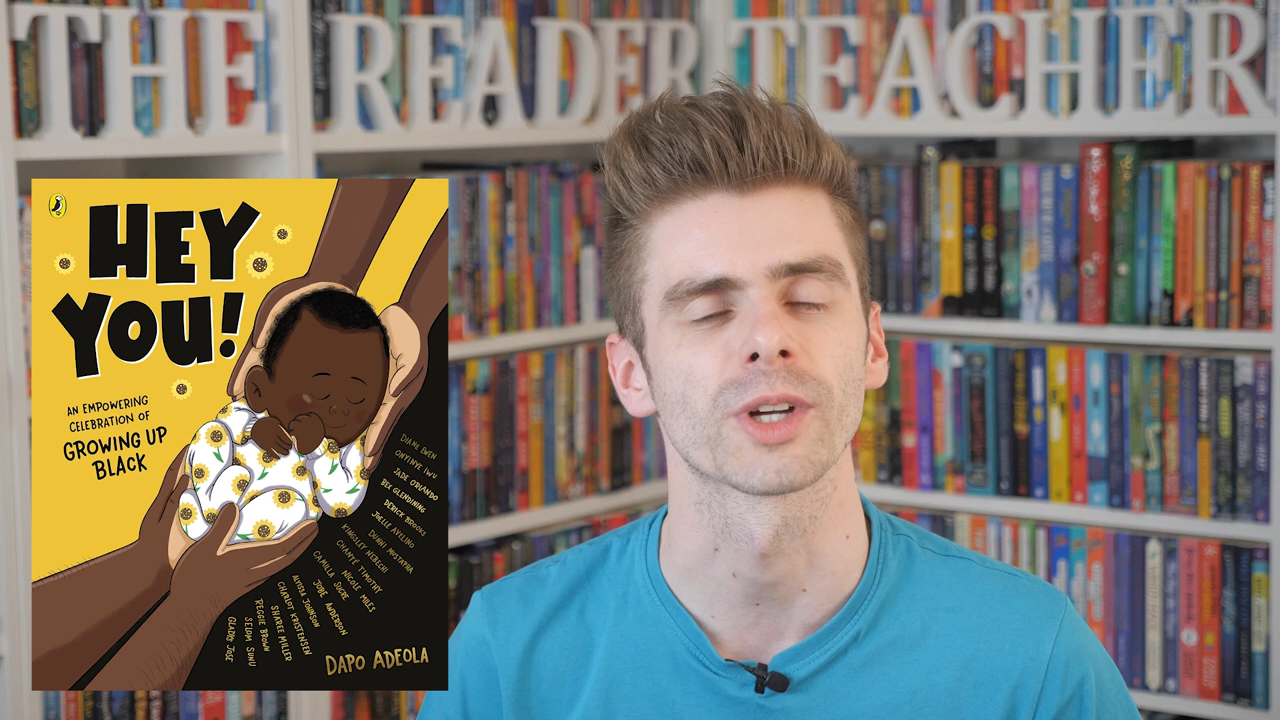 THE READER TEACHER
HEY
YOU!
AN EMPOWERING
CELEBRATION OF
GROWING UP
BLACK
DIANE EWEN
ONYINYE IWU
JADE ORLANDO
BEX GLENDINING
DERICK BROOKS
JOELLE AVELINO
DUNNI MUSTAPHA
KINGSLEY NEBECHI
CHANTÉ TIMOTHY
NICOLE MILES
CAMILLA SUCRE
JOBE ANDERSON
ALYISSA JOHNSON
CHARLOT KRISTENSEN
SHAREE MILLER
REGGIE BROWN
SELOM SUNU
GLADYS JOSE
DAPO ADEOLA